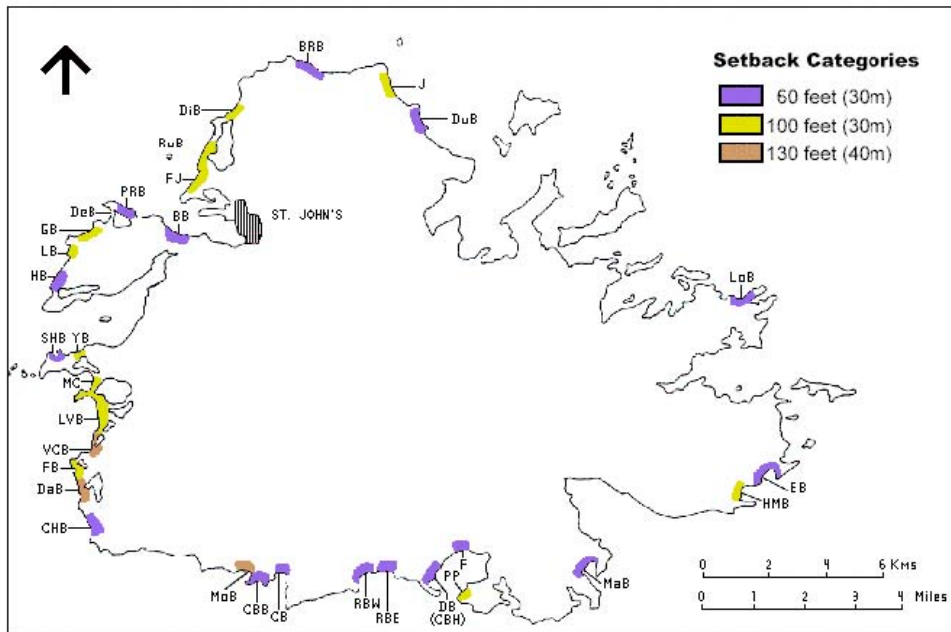 BRB
Setback Categories
J
60 feet (30m)
DiB
DuB
100 feet (30m)
RuB
130 feet (40m)
FJ
PRB
DeB
BB
ST. JOHN'S
GB
LB
HB
LoB
SHB YB
MC
LVB
VCB
FB
DaB
EB
HMB
CHB
F
0 2 4 6 KMS
PP
MoB
MaB
CBB
CB
RBW
RBE
DB
(CBH)
0 1 2 3 4 Miles